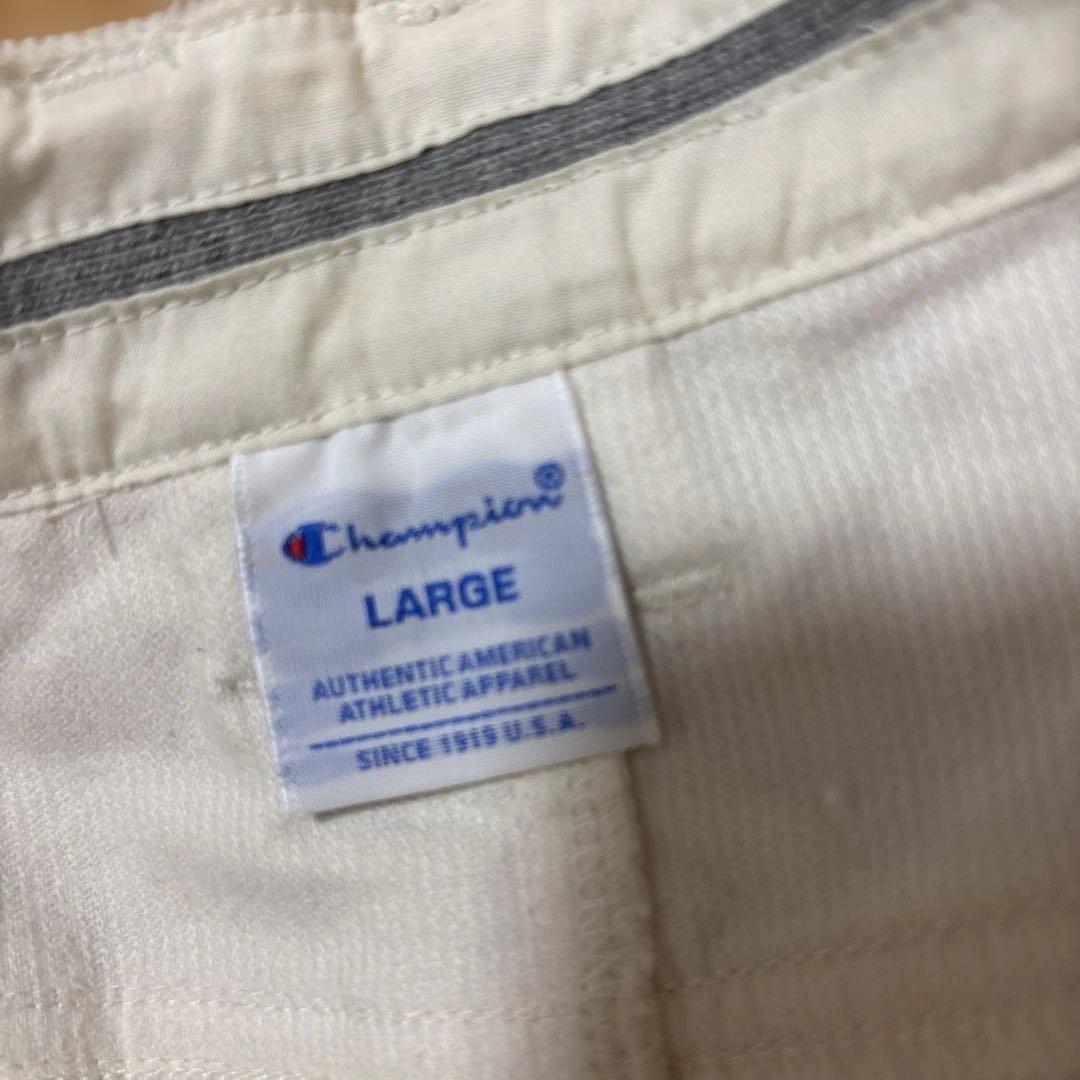 Champion®
LARGE
AUTHENTIC AMERICAN
ATHLETIC APPAREL
SINCE 1919 U.S.A.